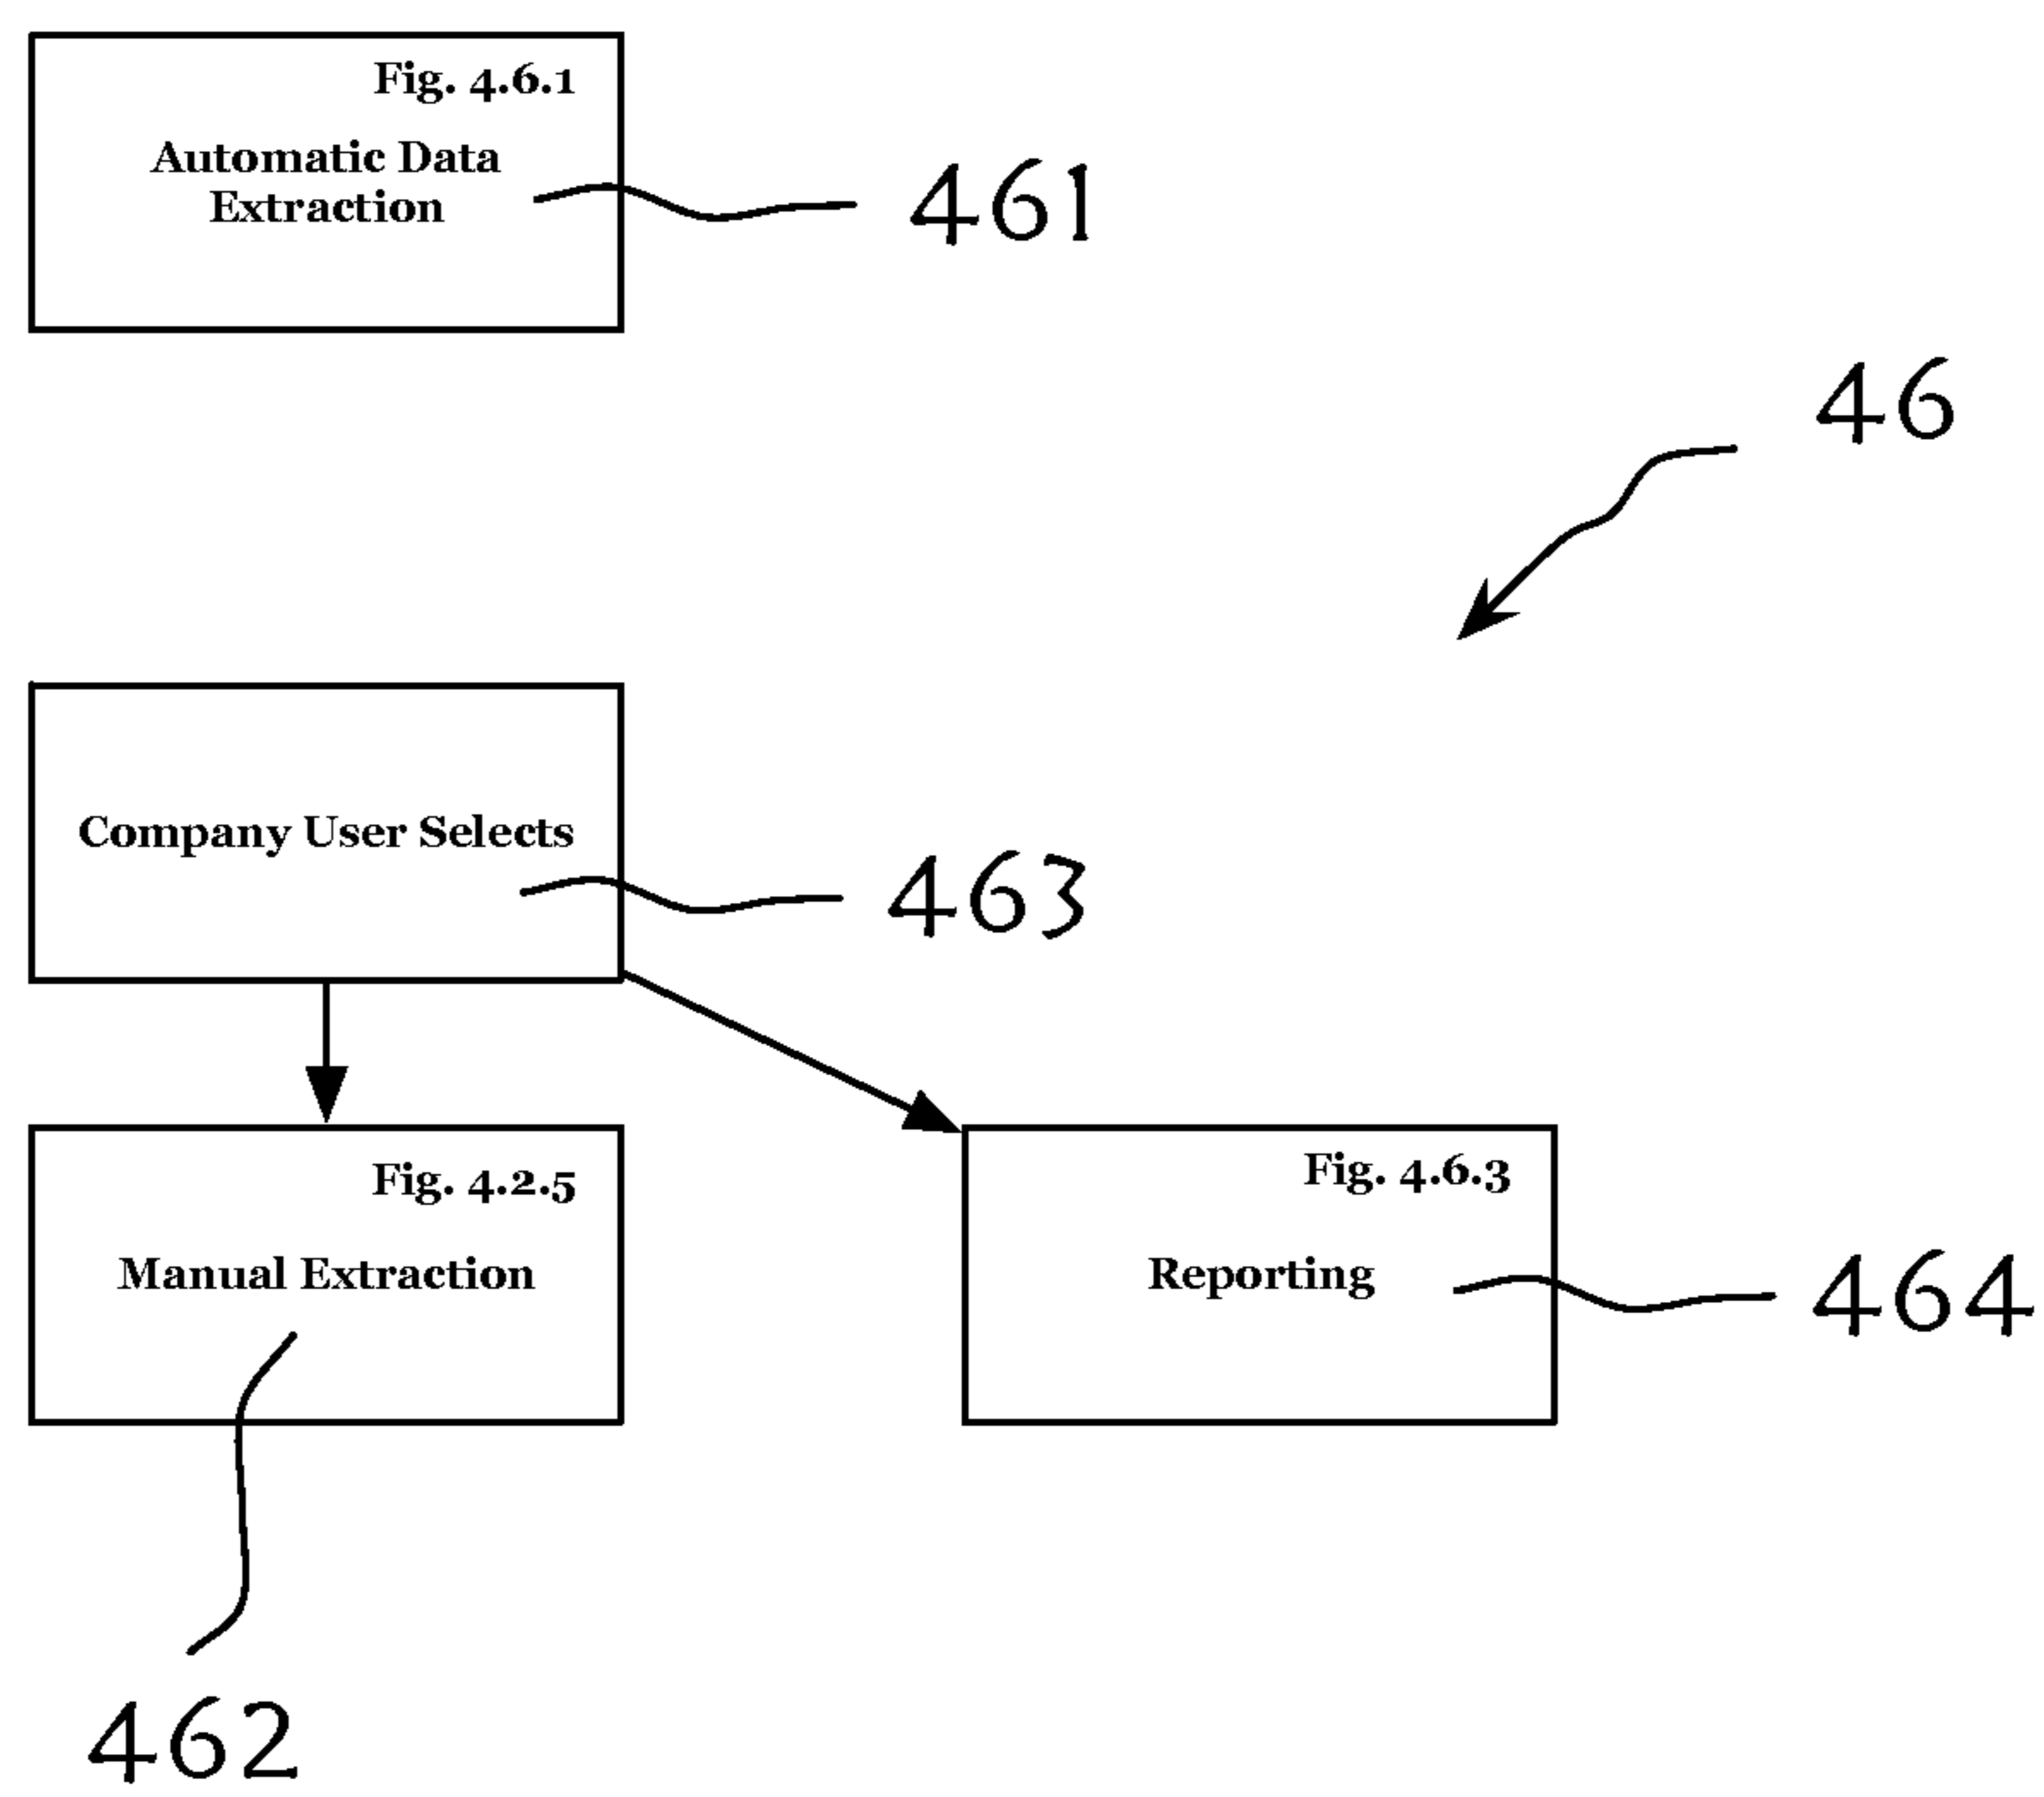 Fig. 4.6.1
Automatic Data
Extraction
461
46
Company User Selects
463
Fig. 4.2.5
Manual Extraction
Fig. 4.6.3
Reporting
464
462